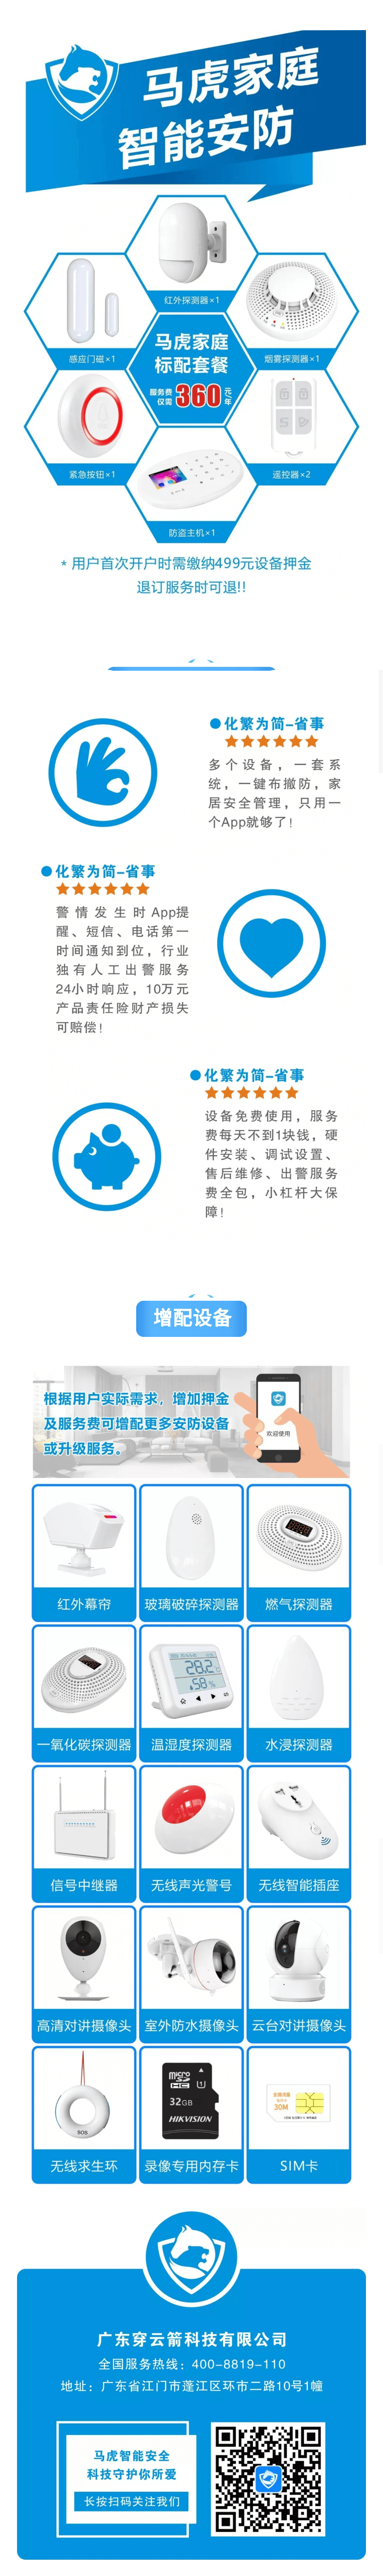 马虎家庭
智能安防
红外探测器×1
感应门磁×1
烟雾探测器×1
马虎家庭
标配套餐
服务费
仅需
360
元/年
紧急按钮×1
遥控器×2
防盗主机×1
* 用户首次开户时需缴纳499元设备押金
退订服务时可退!!
化繁为简-省事
多个设备，一套系
统，一键布撤防，家
居安全管理，只用一
个App就够了!
化繁为简-省事
警情发生时App提
醒、短信、电话第一
时间通知到位，行业
独有人工出警服务
24小时响应，10万元
产品责任险财产损失
可赔偿!
化繁为简-省事
设备免费使用，服务
费每天不到1块钱，硬
件安装、调试设置、
售后维修、出警服务
费全包，小杠杆大保
障!
增配设备
根据用户实际需求，增加押金
及服务费可增配更多安防设备
或升级服务。
欢迎使用
红外幕帘
玻璃破碎探测器
燃气探测器
28.2
58%
一氧化碳探测器
温湿度探测器
水浸探测器
信号中继器
无线声光警号
无线智能插座
高清对讲摄像头
室外防水摄像头
云台对讲摄像头
SOS
micro
SD
HC
32GB
HIKVISION
30M
无线求生环
录像专用内存卡
SIM卡
广东穿云箭科技有限公司
全国服务热线：400-8819-110
地址：广东省江门市蓬江区环市二路10号1幢
马虎智能安全
科技守护你所爱
长按扫码关注我们